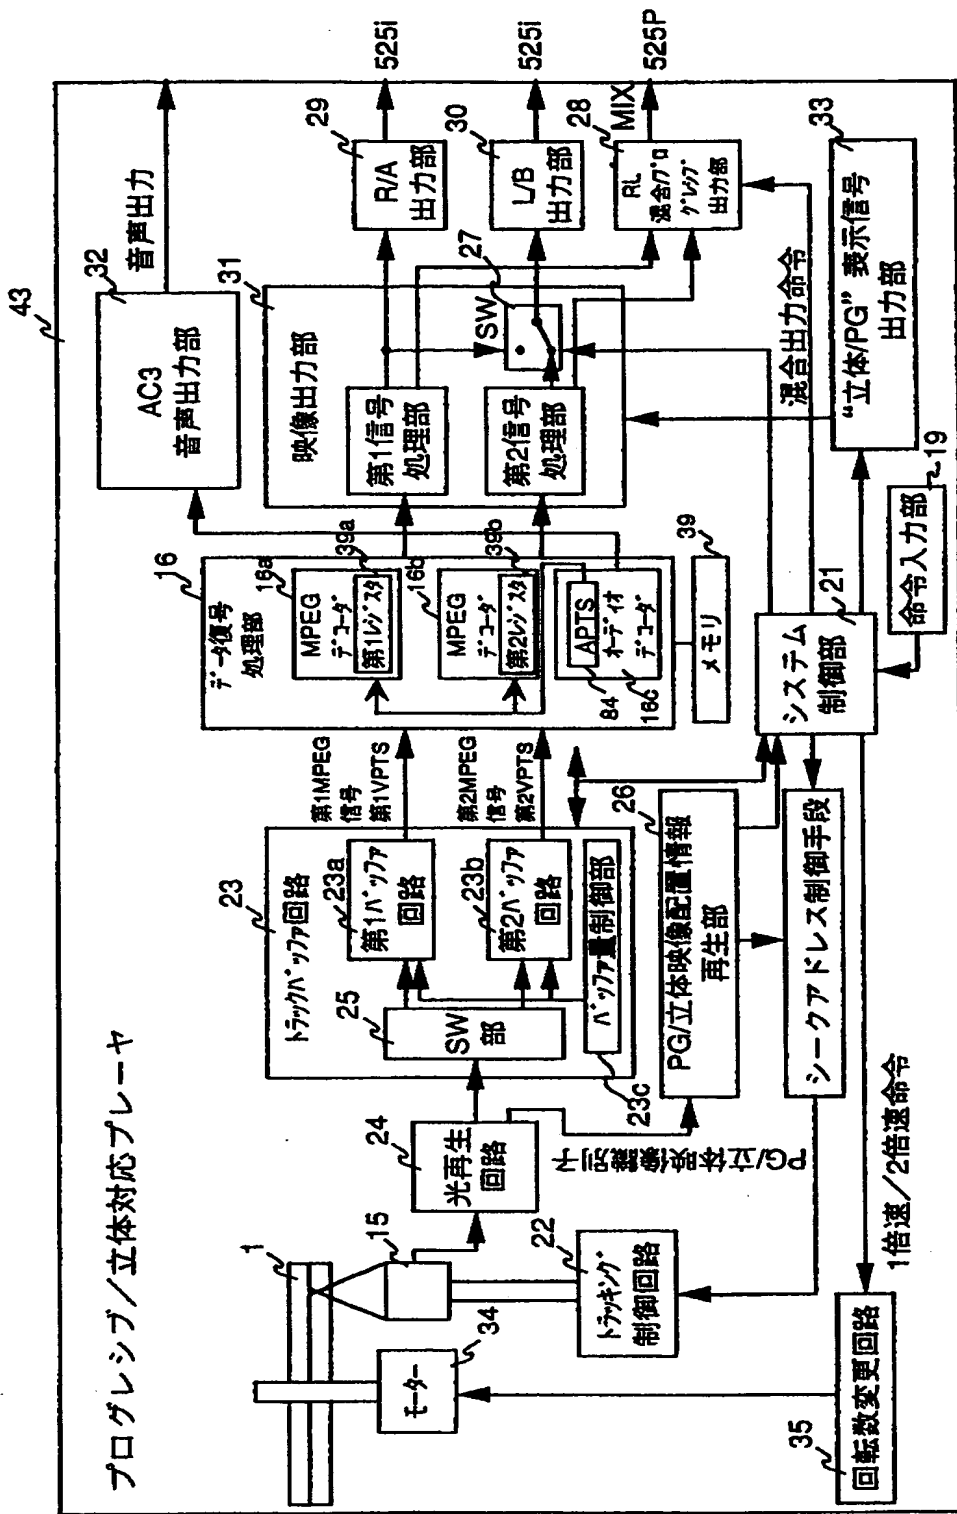 プログレシブ/立体対応プレーヤ
43
1
15
34
モーター
22
トラッキング
制御回路
35
回転数変更回路
1倍速/2倍速命令
24
光再生
回路
PG/立体映像識別子
23
トラックバッファ回路
25
SW
部
23a
第1バッファ
回路
23b
第2バッファ
回路
バッファ量制御部
23c
26
PG/立体映像配置情報
再生部
シークアドレス制御手段
第1MPEG
信号
第1VPTS
第2MPEG
信号
第2VPTS
16
データ復号
処理部
16a
MPEG
デコーダ
39a
第1レジスタ
16b
MPEG
デコーダ
39b
第2レジスタ
APTS
オーディオ
デコーダ
84
16c
39
メモリ
21
システム
制御部
19
命令入力部
32
AC3
音声出力部
音声出力
31
映像出力部
第1信号
処理部
第2信号
処理部
SW
27
29
R/A
出力部
525i
30
L/B
出力部
525i
28
RL
混合/プロ
グレシブ
出力部
MIX
525P
混合出力命令
33
“立体/PG”表示信号
出力部